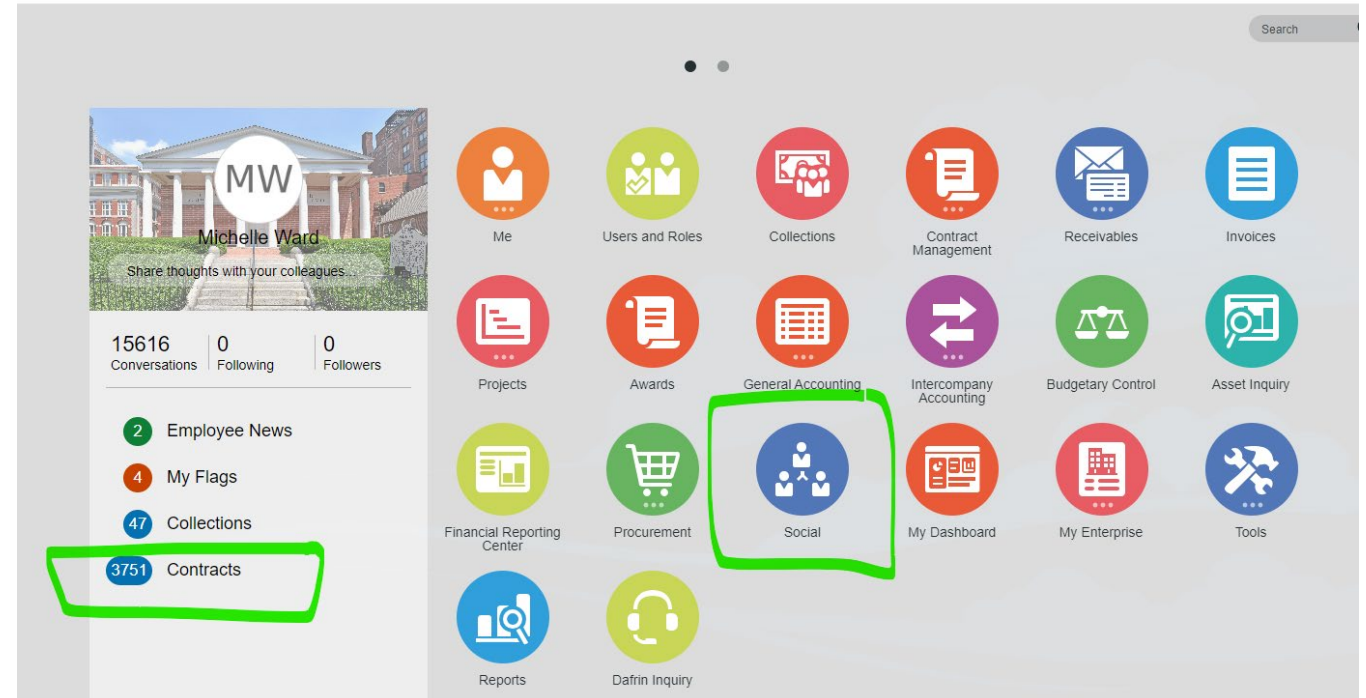 Search
MW
Michelle Ward
Share thoughts with your colleagues...
15616
Conversations
0
Following
0
Followers
2 Employee News
4 My Flags
47 Collections
3751 Contracts
Me
Users and Roles
Collections
Contract
Management
Receivables
Invoices
Projects
Awards
General Accounting
Intercompany
Accounting
Budgetary Control
Asset Inquiry
Financial Reporting
Center
Procurement
Social
My Dashboard
My Enterprise
Tools
Reports
Dafrin Inquiry